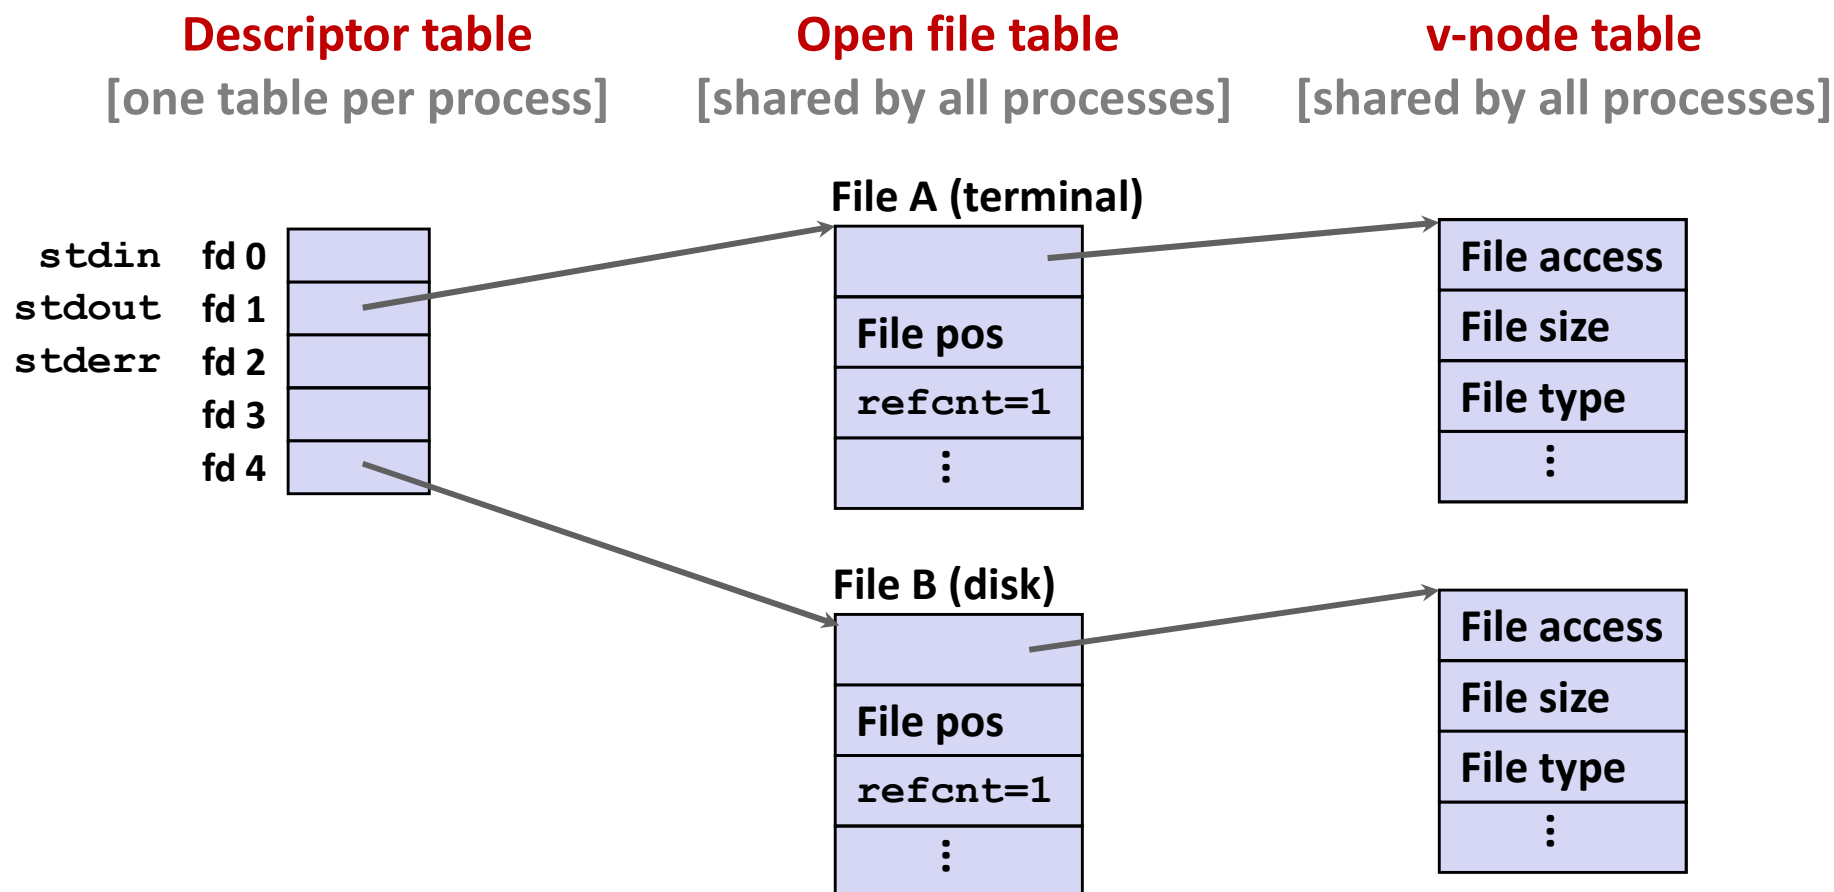 Descriptor table
[one table per process]
Open file table
[shared by all processes]
v-node table
[shared by all processes]
stdin fd 0
stdout fd 1
stderr fd 2
fd 3
fd 4
File A (terminal)
File pos
refcnt=1
⋮
File access
File size
File type
⋮
File B (disk)
File pos
refcnt=1
⋮
File access
File size
File type
⋮